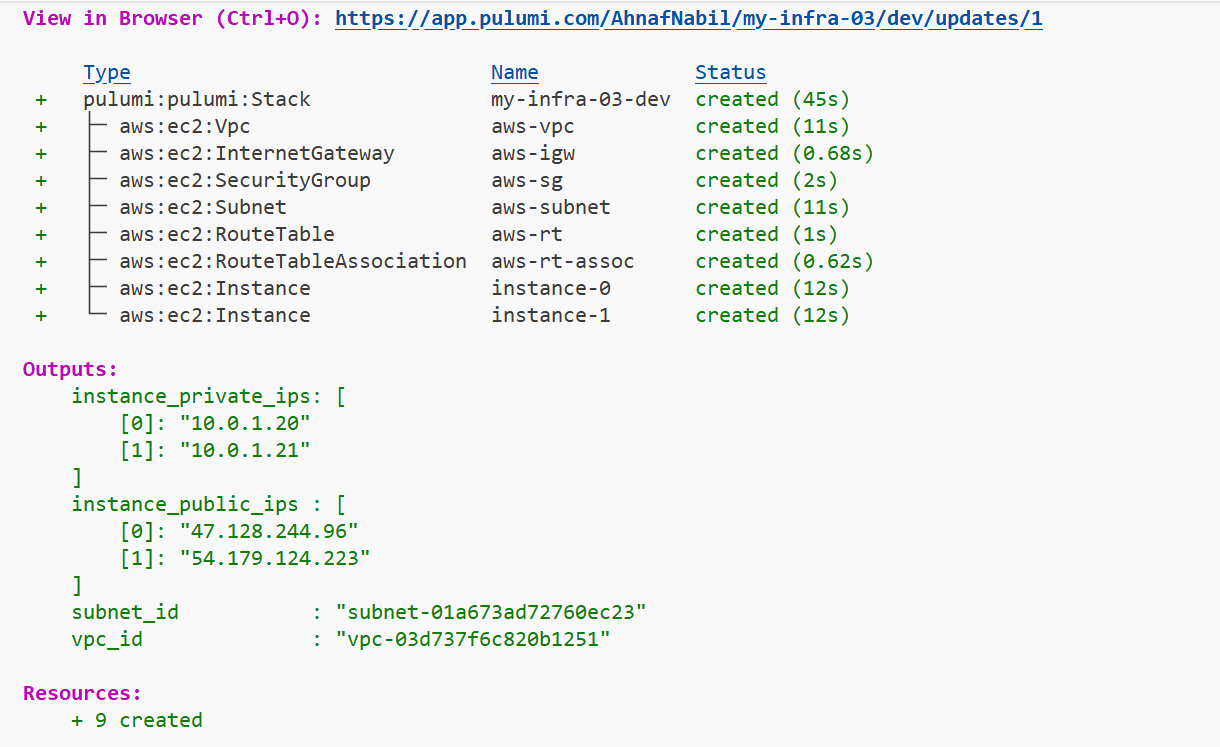 View in Browser (Ctrl+O): https://app.pulumi.com/AhnafNabil/my-infra-03/dev/updates/1
Type Name Status
+ pulumi:pulumi:Stack my-infra-03-dev created (45s)
+ ├─ aws:ec2:Vpc aws-vpc created (11s)
+ ├─ aws:ec2:InternetGateway aws-igw created (0.68s)
+ ├─ aws:ec2:SecurityGroup aws-sg created (2s)
+ ├─ aws:ec2:Subnet aws-subnet created (11s)
+ ├─ aws:ec2:RouteTable aws-rt created (1s)
+ ├─ aws:ec2:RouteTableAssociation aws-rt-assoc created (0.62s)
+ ├─ aws:ec2:Instance instance-0 created (12s)
+ └─ aws:ec2:Instance instance-1 created (12s)
Outputs:
instance_private_ips: [
[0]: "10.0.1.20"
[1]: "10.0.1.21"
]
instance_public_ips : [
[0]: "47.128.244.96"
[1]: "54.179.124.223"
]
subnet_id : "subnet-01a673ad72760ec23"
vpc_id : "vpc-03d737f6c820b1251"
Resources:
+ 9 created